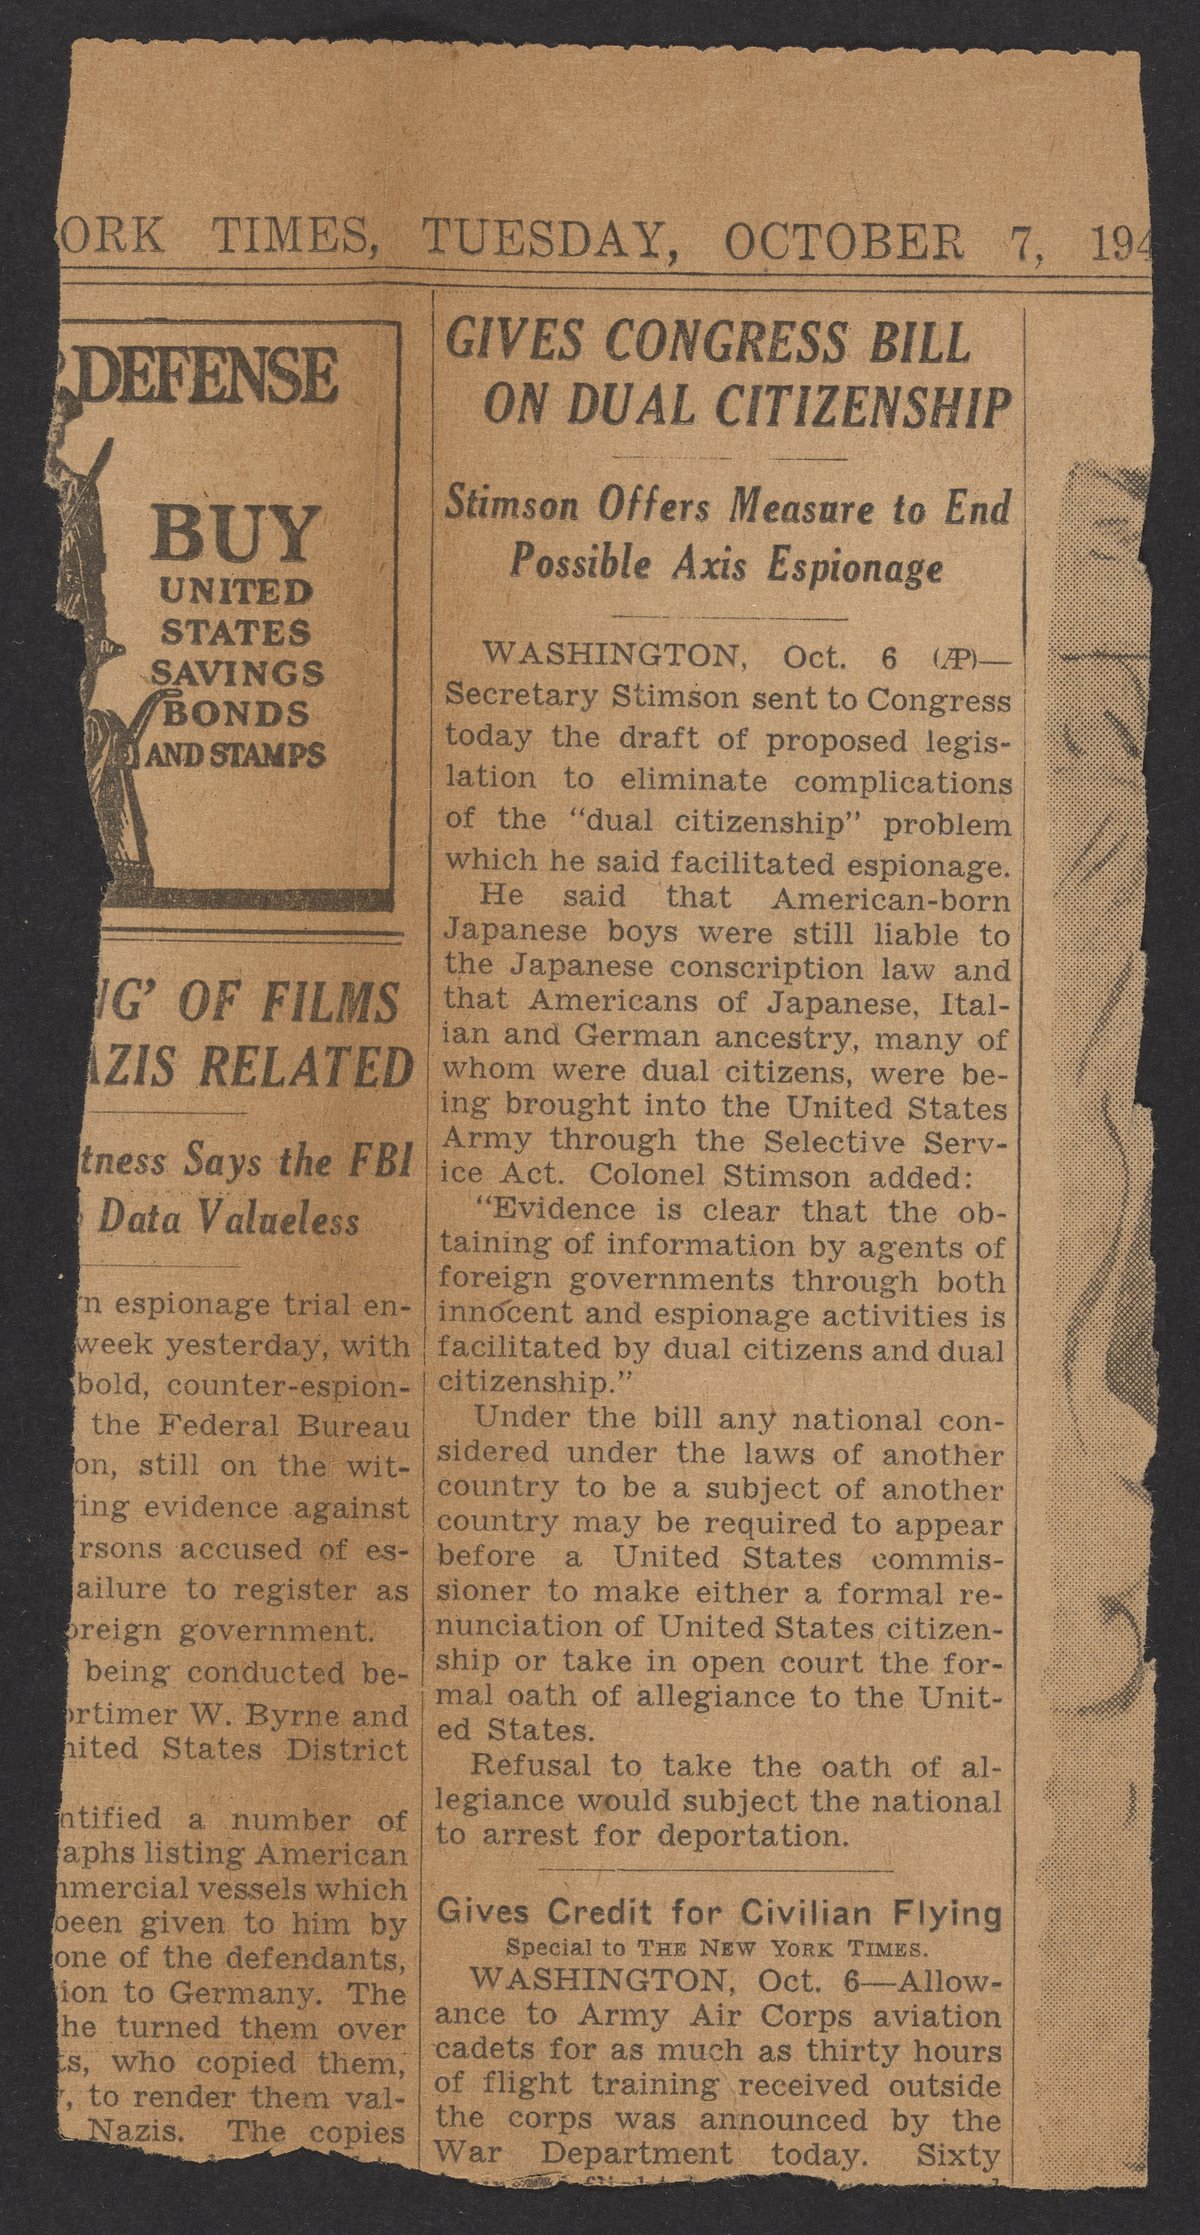 ORK TIMES, TUESDAY, OCTOBER 7, 194
DEFENSE
BUY
UNITED
STATES
SAVINGS
BONDS
AND STAMPS
NG' OF FILMS
AZIS RELATED
tness Says the FBI
Data Valueless
n espionage trial en-
week yesterday, with
bold, counter-espion-
the Federal Bureau
on, still on the wit-
ing evidence against
rsons accused of es-
ailure to register as
oreign government.
being conducted be-
ortimer W. Byrne and
nited States District
ntified a number of
aphs listing American
mmercial vessels which
been given to him by
one of the defendants,
ion to Germany. The
he turned them over
ts, who copied them,
, to render them val-
Nazis. The copies
GIVES CONGRESS BILL
ON DUAL CITIZENSHIP
Stimson Offers Measure to End
Possible Axis Espionage
WASHINGTON, Oct. 6 (AP)—
Secretary Stimson sent to Congress
today the draft of proposed legis-
lation to eliminate complications
of the "dual citizenship" problem
which he said facilitated espionage.
He said that American-born
Japanese boys were still liable to
the Japanese conscription law and
that Americans of Japanese, Ital-
ian and German ancestry, many of
whom were dual citizens, were be-
ing brought into the United States
Army through the Selective Serv-
ice Act. Colonel Stimson added:
"Evidence is clear that the ob-
taining of information by agents of
foreign governments through both
innocent and espionage activities is
facilitated by dual citizens and dual
citizenship."
Under the bill any national con-
sidered under the laws of another
country to be a subject of another
country may be required to appear
before a United States commis-
sioner to make either a formal re-
nunciation of United States citizen-
ship or take in open court the for-
mal oath of allegiance to the Unit-
ed States.
Refusal to take the oath of al-
legiance would subject the national
to arrest for deportation.
Gives Credit for Civilian Flying
Special to THE NEW YORK TIMES.
WASHINGTON, Oct. 6—Allow-
ance to Army Air Corps aviation
cadets for as much as thirty hours
of flight training received outside
the corps was announced by the
War Department today. Sixty